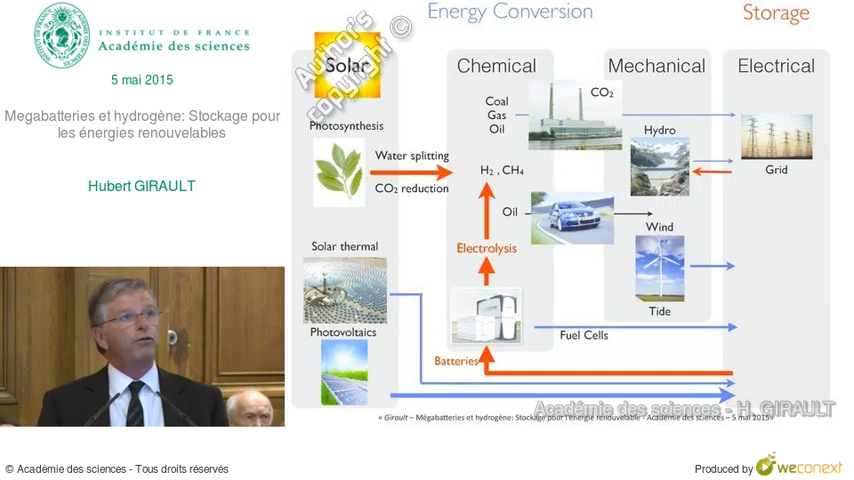 INSTITUT DE FRANCE
Académie des sciences
5 mai 2015
Megabatteries et hydrogène: Stockage pour
les énergies renouvelables
Hubert GIRAULT
Energy Conversion
Storage
Author's
copyright ©
Solar
Chemical
Mechanical
Electrical
Photosynthesis
Coal
Gas
Oil
CO₂
Hydro
Water splitting
CO₂ reduction
H₂ , CH₄
Grid
Oil
Wind
Solar thermal
Electrolysis
Tide
Photovoltaics
Fuel Cells
Batteries
Académie des sciences - H. GIRAULT
« Girault – Mégabatteries et hydrogène: Stockage pour l'énergie renouvelable - Académie des sciences – 5 mai 2015»
© Académie des sciences - Tous droits réservés
Produced by weconext